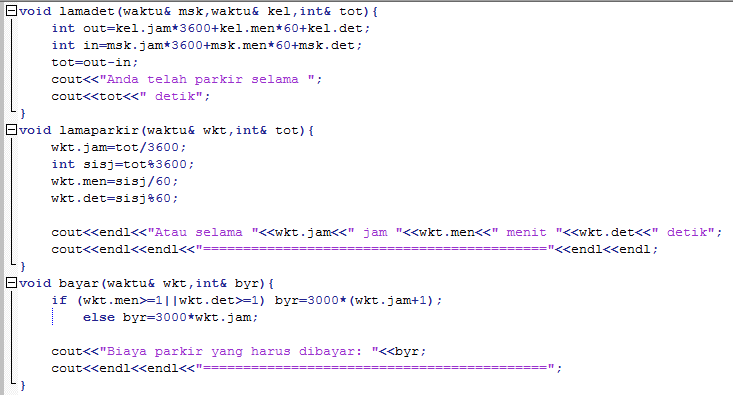 void lamadet(waktu& msk,waktu& kel,int& tot){
    int out=kel.jam*3600+kel.men*60+kel.det;
    int in=msk.jam*3600+msk.men*60+msk.det;
    tot=out-in;
    cout<<"Anda telah parkir selama ";
    cout<<tot<<" detik";
}
void lamaparkir(waktu& wkt,int& tot){
    wkt.jam=tot/3600;
    int sisj=tot%3600;
    wkt.men=sisj/60;
    wkt.det=sisj%60;

    cout<<endl<<"Atau selama "<<wkt.jam<<" jam "<<wkt.men<<" menit "<<wkt.det<<" detik";
    cout<<endl<<endl<<"==========================================="<<endl<<endl;
}
void bayar(waktu& wkt,int& byr){
    if (wkt.men>=1||wkt.det>=1) byr=3000*(wkt.jam+1);
        else byr=3000*wkt.jam;

    cout<<"Biaya parkir yang harus dibayar: "<<byr;
    cout<<endl<<endl<<"===========================================";
}